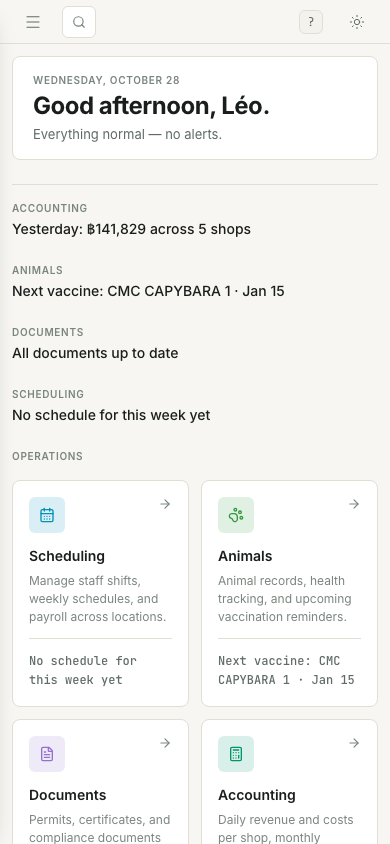 ?
WEDNESDAY, OCTOBER 28
Good afternoon, Léo.
Everything normal — no alerts.
ACCOUNTING
Yesterday: ฿141,829 across 5 shops
ANIMALS
Next vaccine: CMC CAPYBARA 1 · Jan 15
DOCUMENTS
All documents up to date
SCHEDULING
No schedule for this week yet
OPERATIONS
Scheduling
Manage staff shifts,
weekly schedules, and
payroll across locations.
No schedule for
this week yet
Animals
Animal records, health
tracking, and upcoming
vaccination reminders.
Next vaccine: CMC
CAPYBARA 1 · Jan 15
Documents
Permits, certificates, and
compliance documents
Accounting
Daily revenue and costs
per shop, monthly